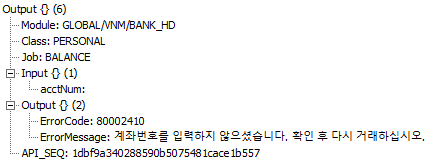 Output {} (6)
Module: GLOBAL/VNM/BANK_HD
Class: PERSONAL
Job: BALANCE
Input {} (1)
acctNum:
Output {} (2)
ErrorCode: 80002410
ErrorMessage: 계좌번호를 입력하지 않으셨습니다. 확인 후 다시 거래하십시오.
API_SEQ: 1dbf9a340288590b5075481cace1b557